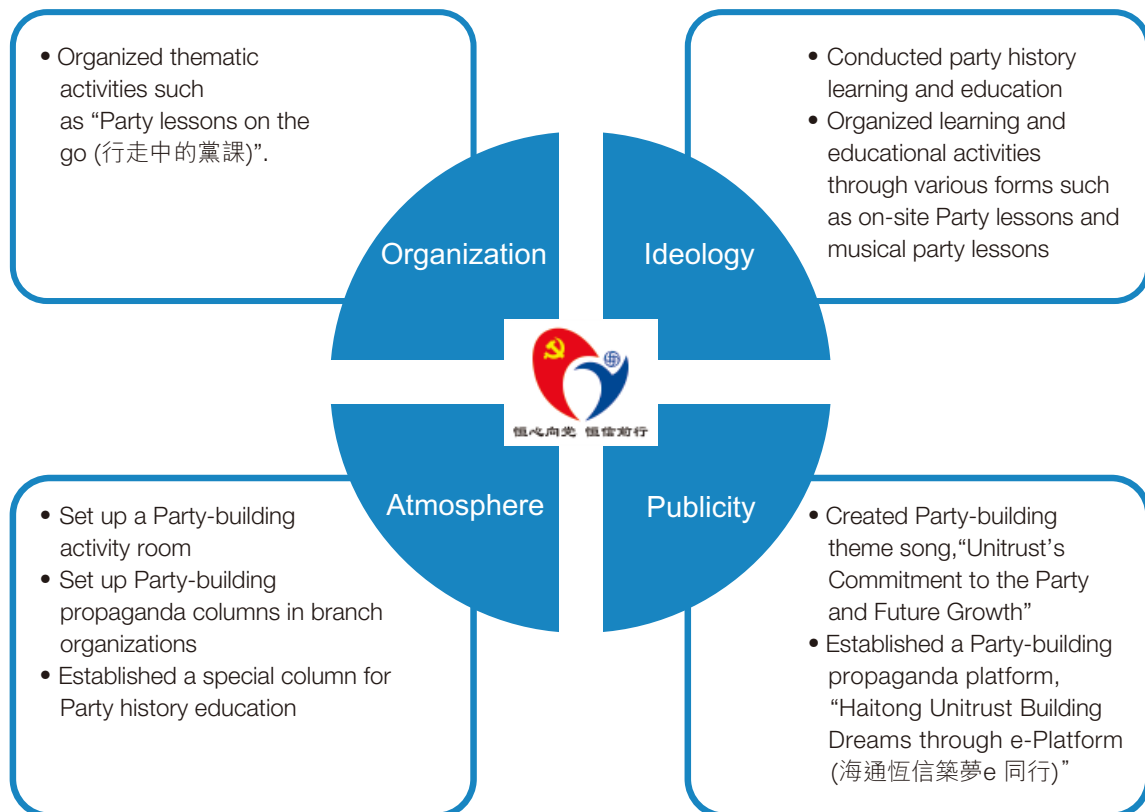 • Organized thematic
activities such
as “Party lessons on the
go (行走中的黨課)”.
• Conducted party history
learning and education
• Organized learning and
educational activities
through various forms such
as on-site Party lessons and
musical party lessons
Organization
Ideology
恒心向党 恒信前行
Atmosphere
Publicity
• Set up a Party-building
activity room
• Set up Party-building
propaganda columns in branch
organizations
• Established a special column for
Party history education
• Created Party-building
theme song,“Unitrust’s
Commitment to the Party
and Future Growth”
• Established a Party-building
propaganda platform,
“Haitong Unitrust Building
Dreams through e-Platform
(海通恆信築夢e 同行)”